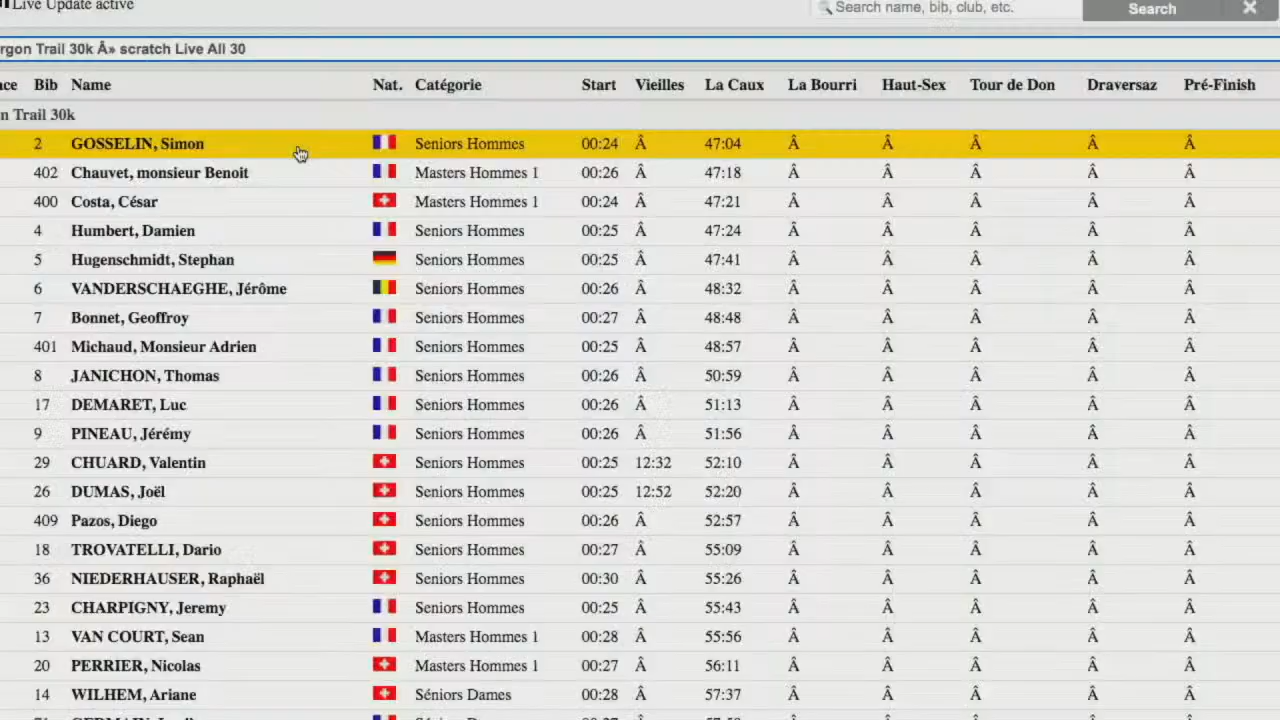 Live Update active
Search name, bib, club, etc. Search ✕
rgon Trail 30k Â» scratch Live All 30
nce Bib Name Nat. Catégorie Start Vieilles La Caux La Bourri Haut-Sex Tour de Don Draversaz Pré-Finish
n Trail 30k
2 GOSSELIN, Simon Seniors Hommes 00:24 Â 47:04 Â Â Â Â Â
402 Chauvet, monsieur Benoit Masters Hommes 1 00:26 Â 47:18 Â Â Â Â Â
400 Costa, César Masters Hommes 1 00:24 Â 47:21 Â Â Â Â Â
4 Humbert, Damien Seniors Hommes 00:25 Â 47:24 Â Â Â Â Â
5 Hugenschmidt, Stephan Seniors Hommes 00:25 Â 47:41 Â Â Â Â Â
6 VANDERSCHAEGHE, Jérôme Seniors Hommes 00:26 Â 48:32 Â Â Â Â Â
7 Bonnet, Geoffroy Seniors Hommes 00:27 Â 48:48 Â Â Â Â Â
401 Michaud, Monsieur Adrien Seniors Hommes 00:25 Â 48:57 Â Â Â Â Â
8 JANICHON, Thomas Seniors Hommes 00:26 Â 50:59 Â Â Â Â Â
17 DEMARET, Luc Seniors Hommes 00:26 Â 51:13 Â Â Â Â Â
9 PINEAU, Jérémy Seniors Hommes 00:26 Â 51:56 Â Â Â Â Â
29 CHUARD, Valentin Seniors Hommes 00:25 12:32 52:10 Â Â Â Â Â
26 DUMAS, Joël Seniors Hommes 00:25 12:52 52:20 Â Â Â Â Â
409 Pazos, Diego Seniors Hommes 00:26 Â 52:57 Â Â Â Â Â
18 TROVATELLI, Dario Seniors Hommes 00:27 Â 55:09 Â Â Â Â Â
36 NIEDERHAUSER, Raphaël Seniors Hommes 00:30 Â 55:26 Â Â Â Â Â
23 CHARPIGNY, Jeremy Seniors Hommes 00:25 Â 55:43 Â Â Â Â Â
13 VAN COURT, Sean Masters Hommes 1 00:28 Â 55:56 Â Â Â Â Â
20 PERRIER, Nicolas Masters Hommes 1 00:27 Â 56:11 Â Â Â Â Â
14 WILHEM, Ariane Séniors Dames 00:28 Â 57:37 Â Â Â Â Â